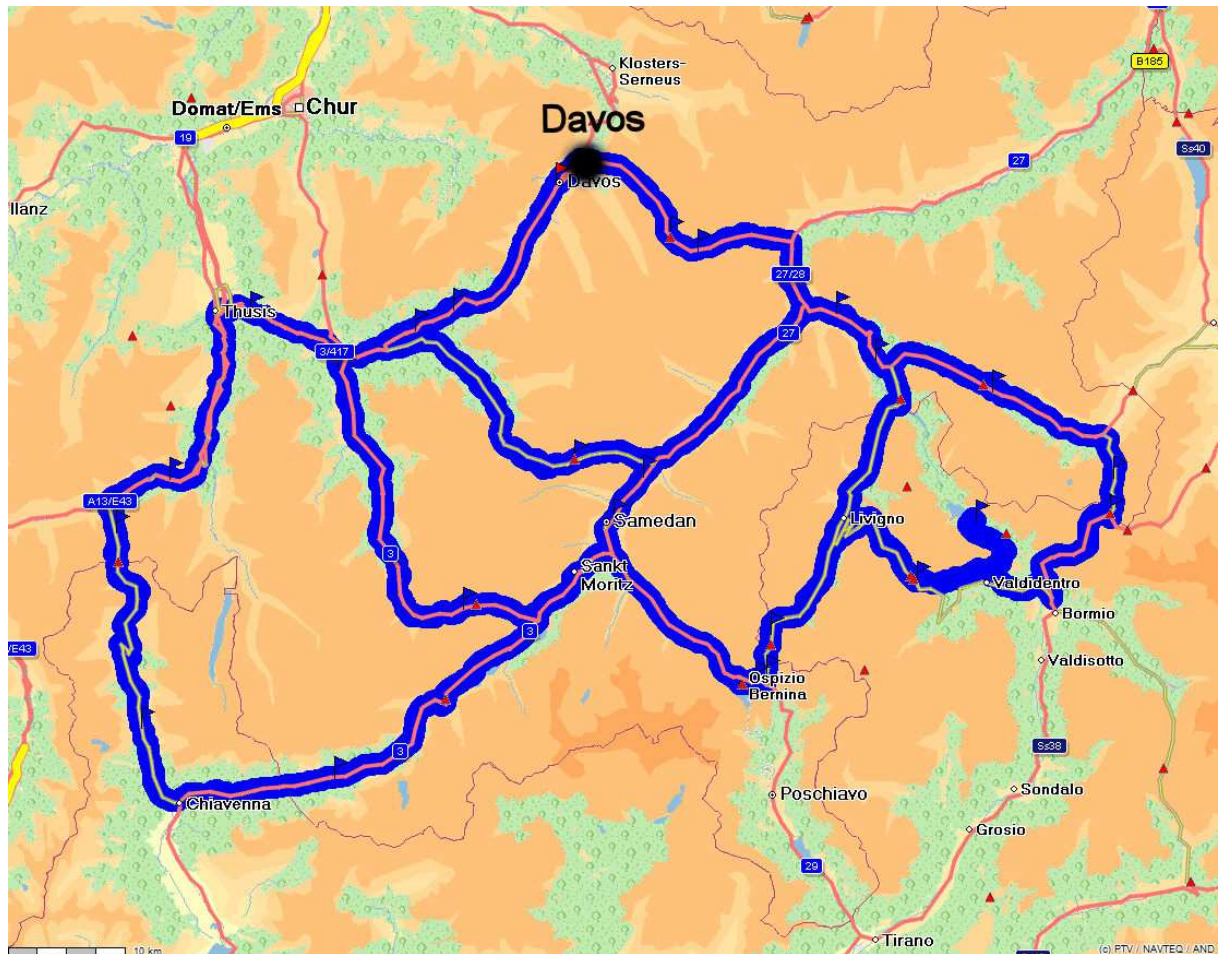 Klosters-
Serneus
B185
Domat/Ems
Chur
Davos
19
Ss40
27
Davos
llanz
27/28
Thusis
27
3/417
A13/E43
Livigno
Samedan
3
Sankt
Moritz
Valdidentro
Bormio
3
/E43
Valdisotto
Ospizio
Bernina
Ss38
3
Chiavenna
Poschiavo
Sondalo
Grosio
29
Tirano
10 km
(c) PTV / NAVTEQ / AND